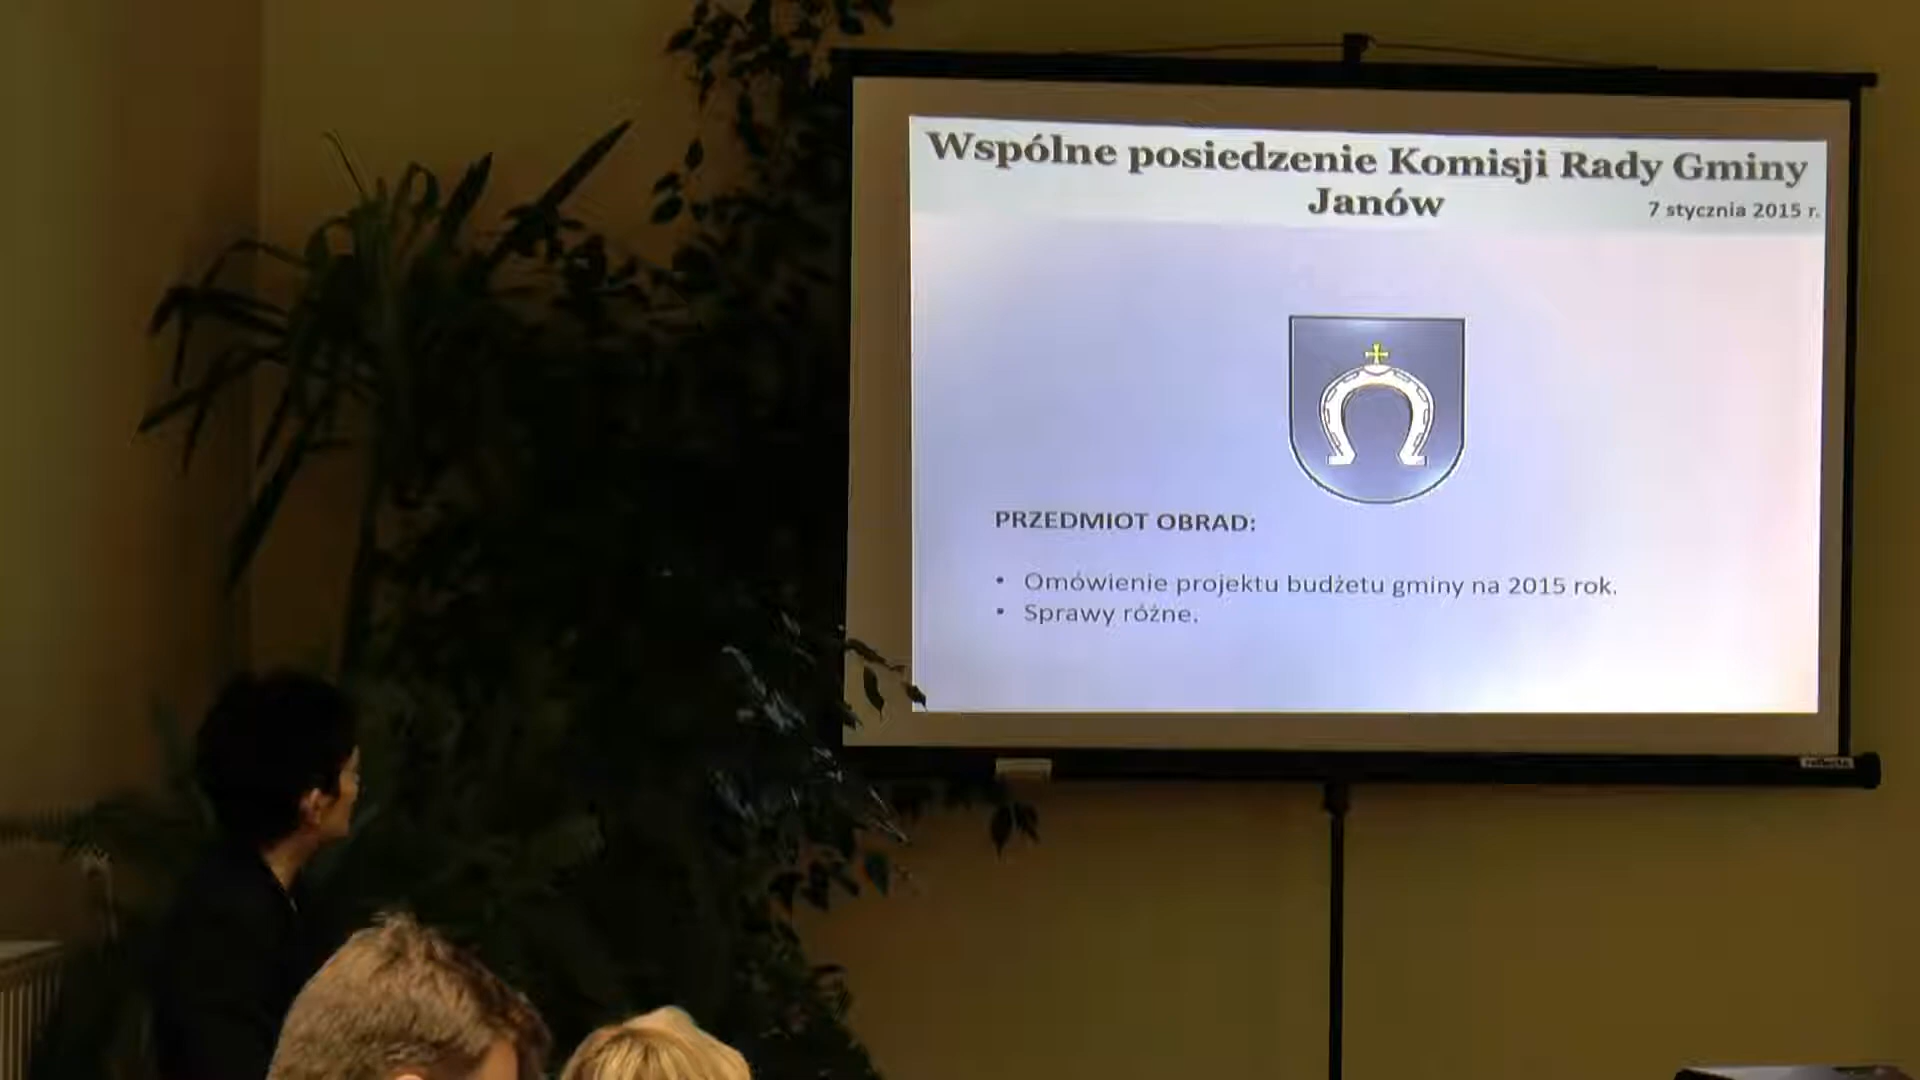 Wspólne posiedzenie Komisji Rady Gminy
Janów
7 stycznia 2015 r.
PRZEDMIOT OBRAD:
• Omówienie projektu budżetu gminy na 2015 rok.
• Sprawy różne.
reflecta